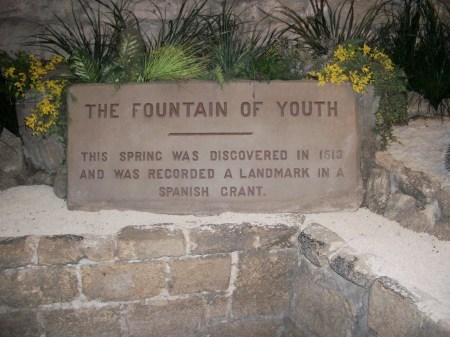 THE FOUNTAIN OF YOUTH
THIS SPRING WAS DISCOVERED IN 1513
AND WAS RECORDED A LANDMARK IN A
SPANISH GRANT.